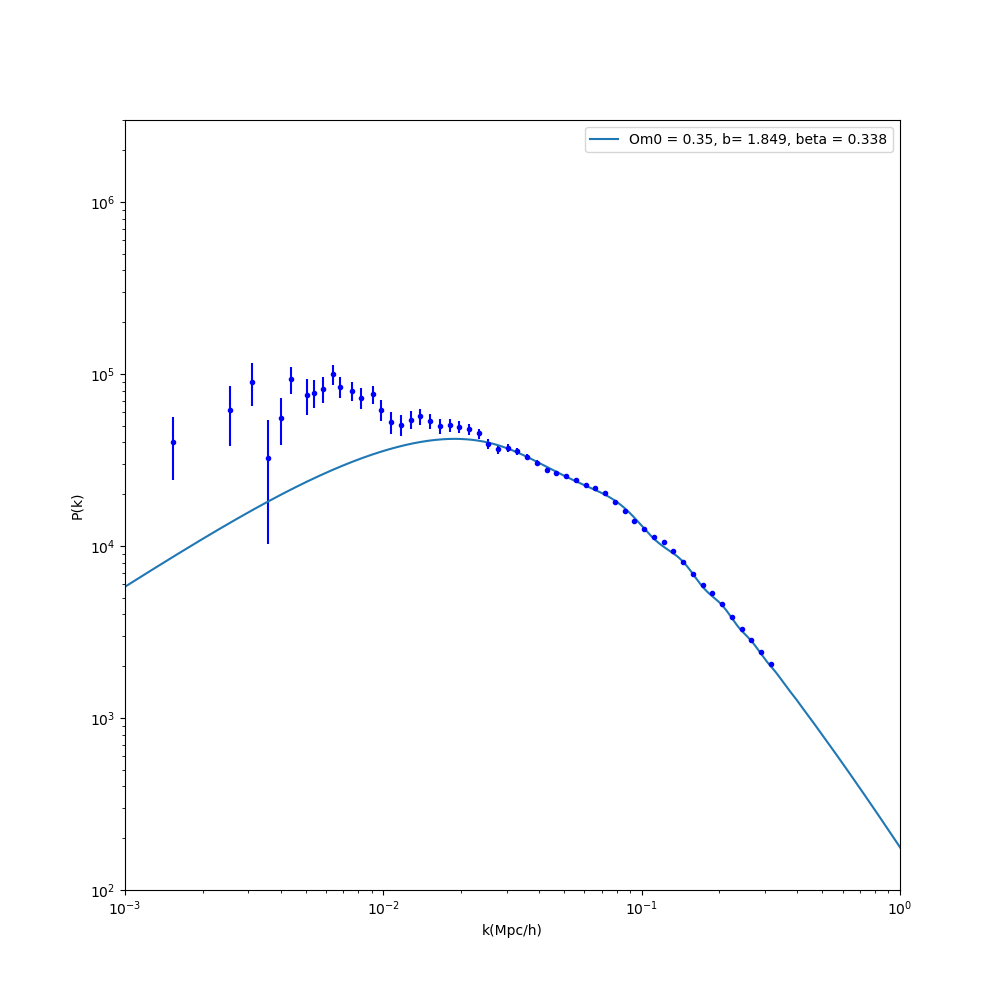 Om0 = 0.35, b= 1.849, beta = 0.338
10^6
10^5
10^4
10^3
10^2
P(k)
10^-3 10^-2 10^-1 10^0
k(Mpc/h)